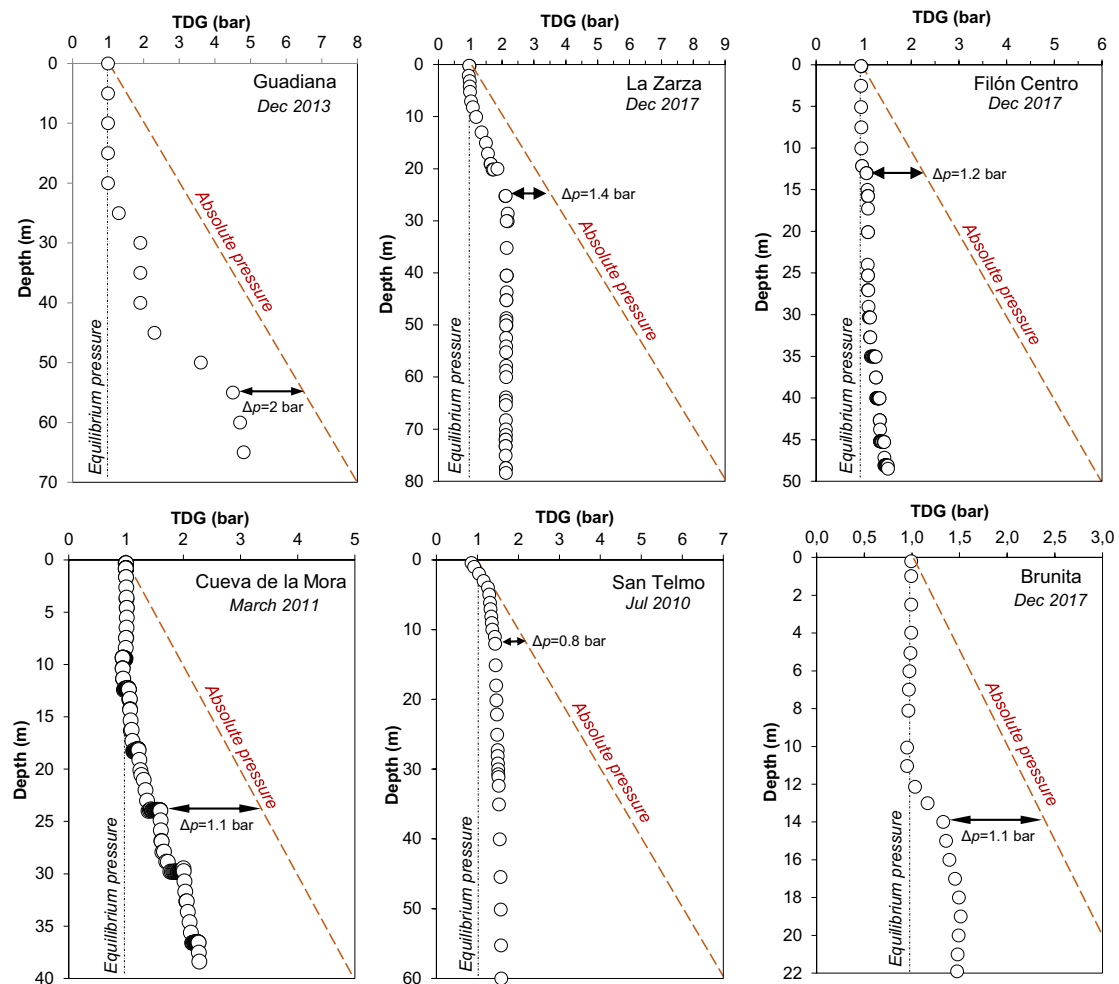 TDG (bar)
0 1 2 3 4 5 6 7 8
0
10
20
30
40
50
60
70
Depth (m)
Guadiana
Dec 2013
Absolute pressure
Equilibrium pressure
Δp=2 bar
TDG (bar)
0 1 2 3 4 5 6 7 8 9
0
10
20
30
40
50
60
70
80
Depth (m)
La Zarza
Dec 2017
Δp=1.4 bar
Absolute pressure
Equilibrium pressure
TDG (bar)
0 1 2 3 4 5 6
0
5
10
15
20
25
30
35
40
45
50
Depth (m)
Filón Centro
Dec 2017
Δp=1.2 bar
Absolute pressure
Equilibrium pressure
TDG (bar)
0 1 2 3 4 5
0
5
10
15
20
25
30
35
40
Depth (m)
Cueva de la Mora
March 2011
Absolute pressure
Δp=1.1 bar
Equilibrium pressure
TDG (bar)
0 1 2 3 4 5 6 7
0
10
20
30
40
50
60
Depth (m)
San Telmo
Jul 2010
Δp=0.8 bar
Absolute pressure
Equilibrium pressure
TDG (bar)
0,0 0,5 1,0 1,5 2,0 2,5 3,0
0
2
4
6
8
10
12
14
16
18
20
22
Depth (m)
Brunita
Dec 2017
Absolute pressure
Δp=1.1 bar
Equilibrium pressure